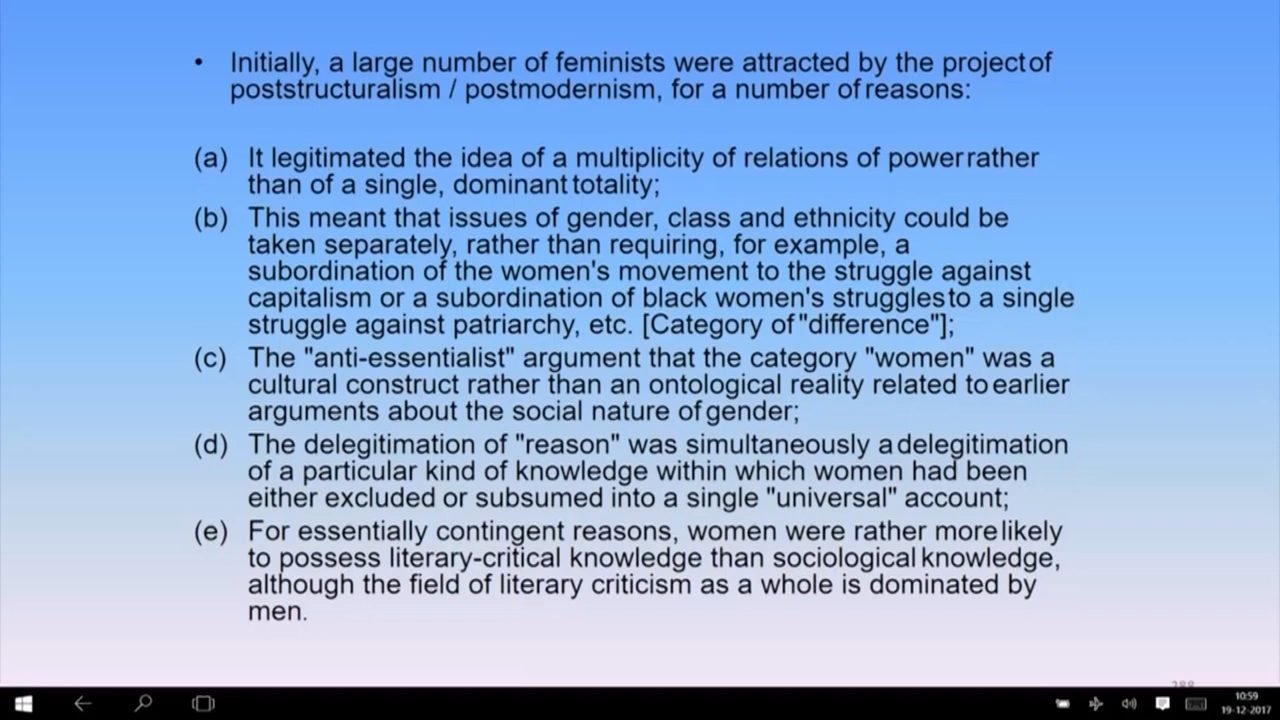 • Initially, a large number of feminists were attracted by the project of
poststructuralism / postmodernism, for a number of reasons:
(a) It legitimated the idea of a multiplicity of relations of power rather
than of a single, dominant totality;
(b) This meant that issues of gender, class and ethnicity could be
taken separately, rather than requiring, for example, a
subordination of the women's movement to the struggle against
capitalism or a subordination of black women's struggles to a single
struggle against patriarchy, etc. [Category of "difference"];
(c) The "anti-essentialist" argument that the category "women" was a
cultural construct rather than an ontological reality related to earlier
arguments about the social nature of gender;
(d) The delegitimation of "reason" was simultaneously a delegitimation
of a particular kind of knowledge within which women had been
either excluded or subsumed into a single "universal" account;
(e) For essentially contingent reasons, women were rather more likely
to possess literary-critical knowledge than sociological knowledge,
although the field of literary criticism as a whole is dominated by
men.
10:59
19-12-2017